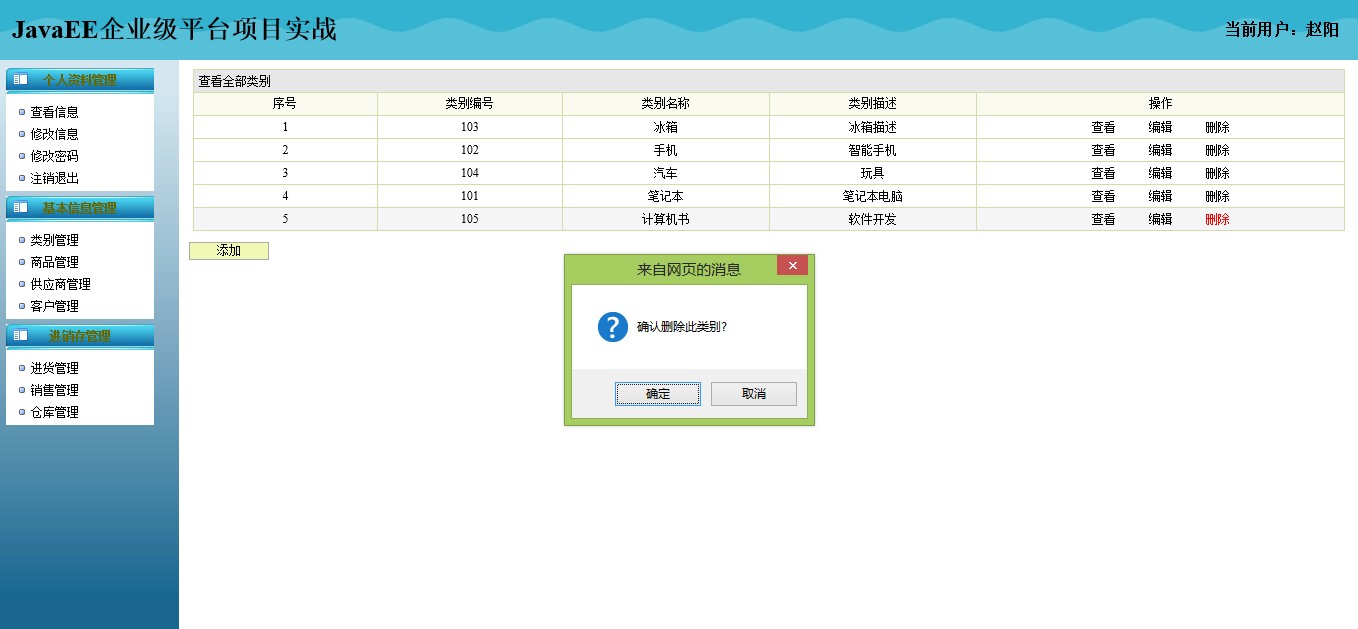 JavaEE企业级平台项目实战
当前用户：赵阳
个人资料管理
查看信息
修改信息
修改密码
注销退出
基本信息管理
类别管理
商品管理
供应商管理
客户管理
进销存管理
进货管理
销售管理
仓库管理
查看全部类别
序号 类别编号 类别名称 类别描述 操作
1 103 冰箱 冰箱描述 查看 编辑 删除
2 102 手机 智能手机 查看 编辑 删除
3 104 汽车 玩具 查看 编辑 删除
4 101 笔记本 笔记本电脑 查看 编辑 删除
5 105 计算机书 软件开发 查看 编辑 删除
添加
来自网页的消息
确认删除此类别?
确定 取消